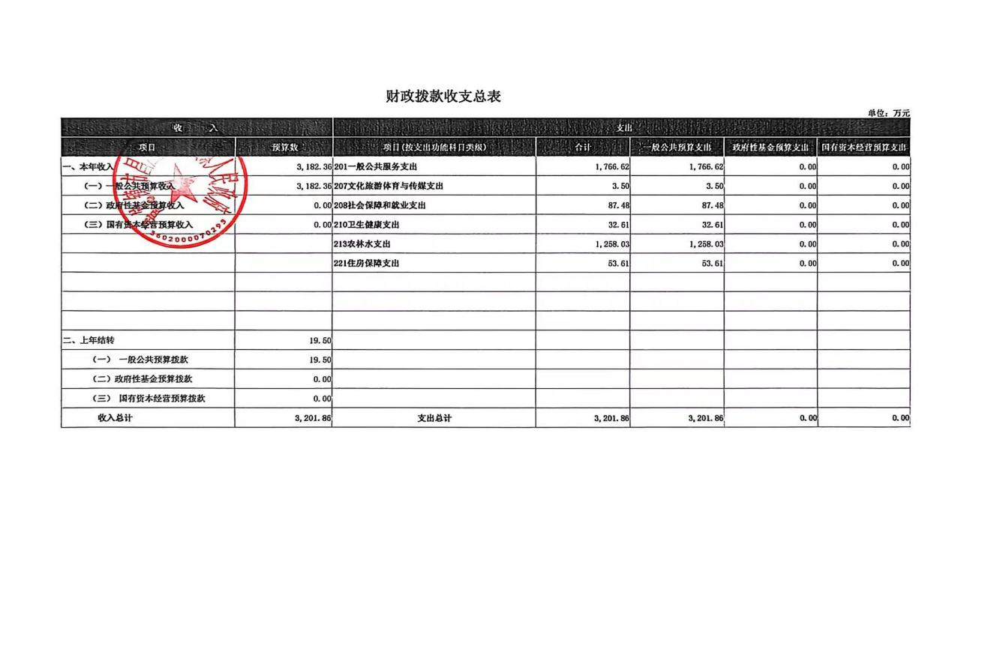 财政拨款收支总表
单位：万元
收 入 支出
项目 预算数 项目(按支出功能科目类级) 合计 一般公共预算支出 政府性基金预算支出 国有资本经营预算支出
一、本年收入 3,182.36 201一般公共服务支出 1,766.62 1,766.62 0.00 0.00
（一）一般公共预算收入 3,182.36 207文化旅游体育与传媒支出 3.50 3.50 0.00 0.00
（二）政府性基金预算收入 0.00 208社会保障和就业支出 87.48 87.48 0.00 0.00
（三）国有资本经营预算收入 0.00 210卫生健康支出 32.61 32.61 0.00 0.00
213农林水支出 1,258.03 1,258.03 0.00 0.00
221住房保障支出 53.61 53.61 0.00 0.00
二、上年结转 19.50
（一） 一般公共预算拨款 19.50
（二）政府性基金预算拨款 0.00
（三） 国有资本经营预算拨款 0.00
收入总计 3,201.86 支出总计 3,201.86 3,201.86 0.00 0.00
3602000070293